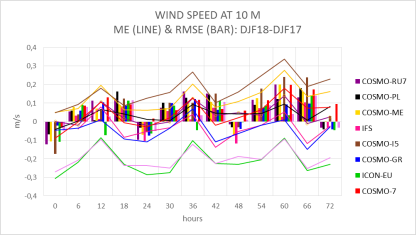 WIND SPEED AT 10 M
ME (LINE) & RMSE (BAR): DJF18-DJF17
0,4
0,3
0,2
0,1
0
-0,1
-0,2
-0,3
-0,4
m/s
0 6 12 18 24 30 36 42 48 54 60 66 72
hours
COSMO-RU7
COSMO-PL
COSMO-ME
IFS
COSMO-I5
COSMO-GR
ICON-EU
COSMO-7